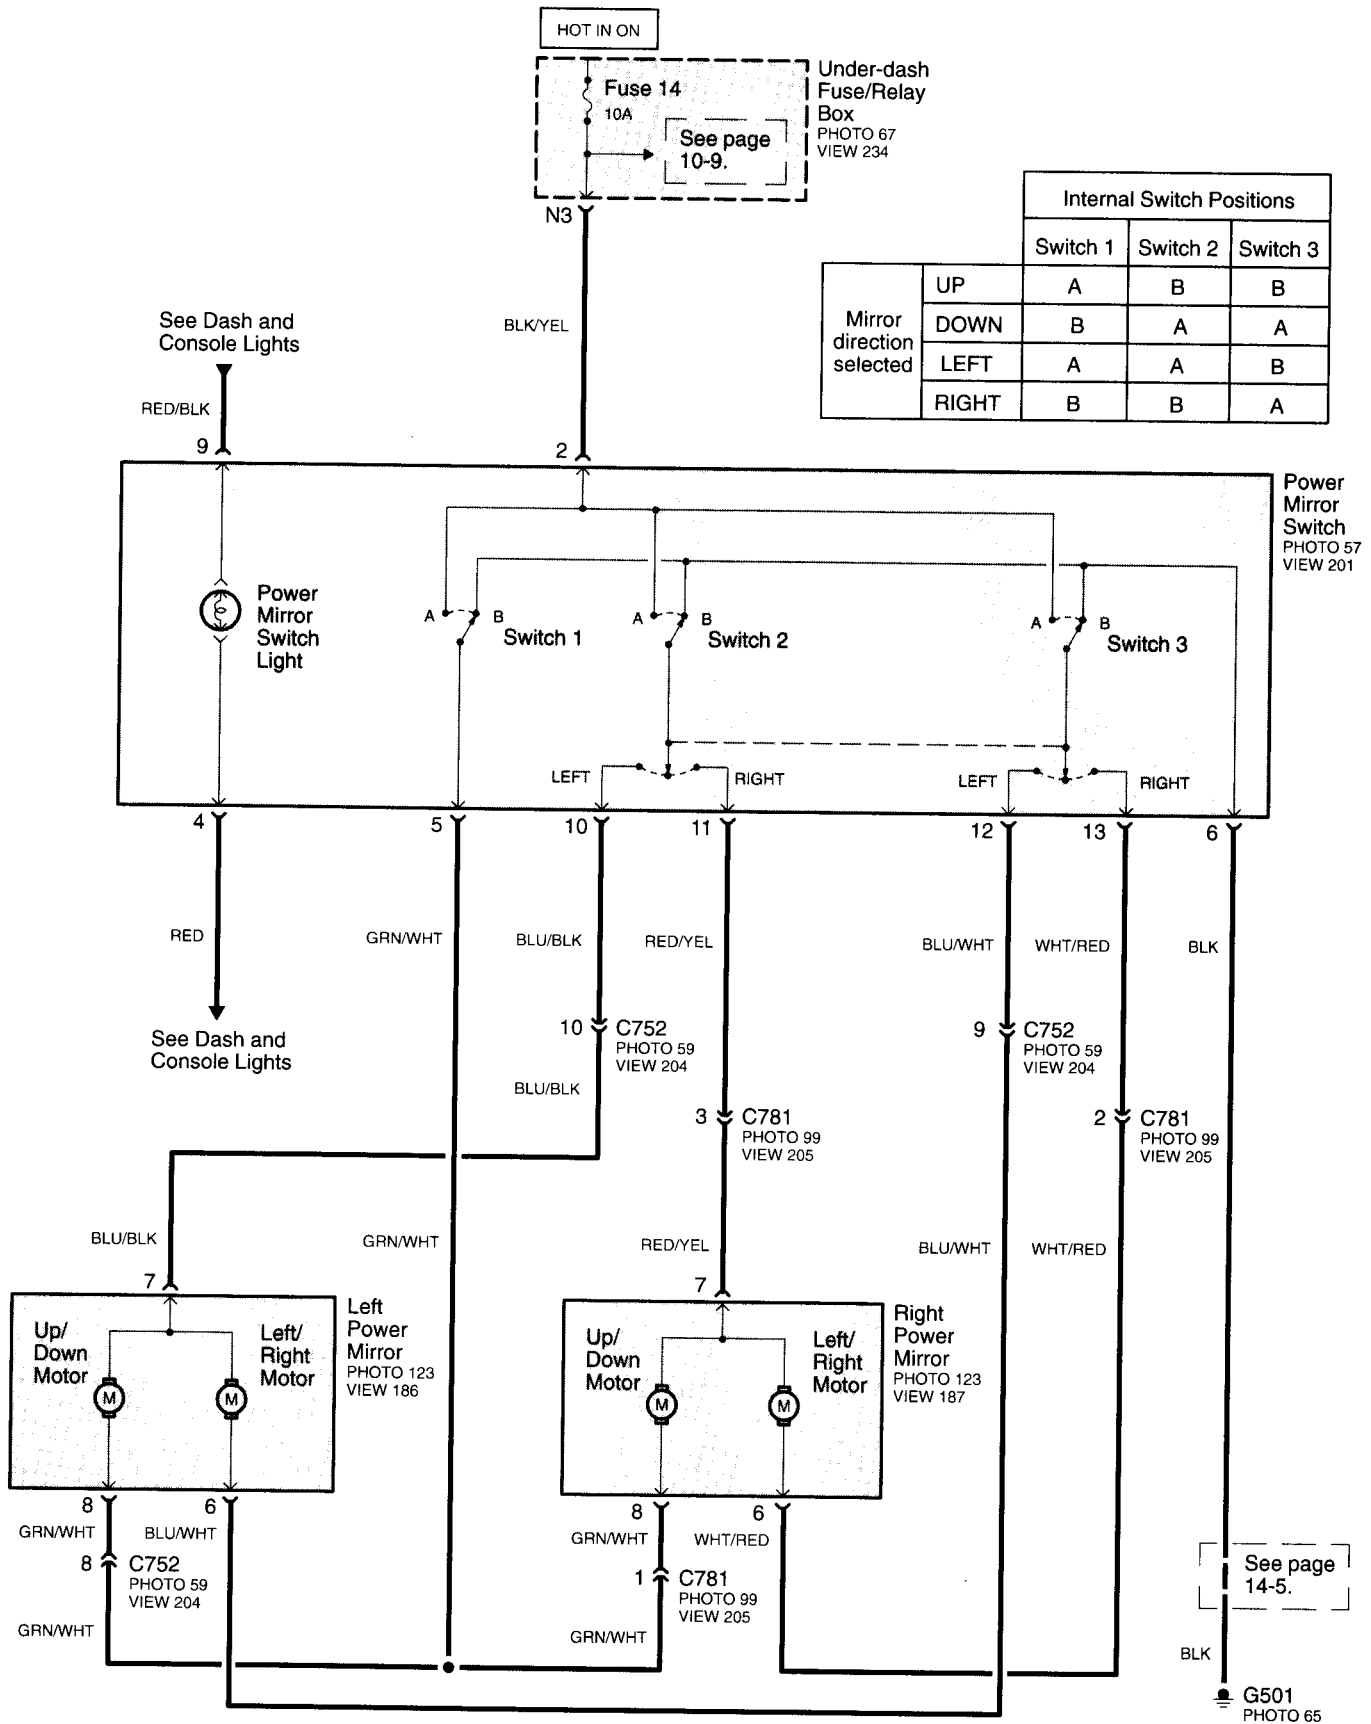 HOT IN ON
Fuse 14
10A
See page
10-9.
Under-dash
Fuse/Relay
Box
PHOTO 67
VIEW 234
N3
BLK/YEL
Internal Switch Positions
Switch 1 Switch 2 Switch 3
Mirror
direction
selected
UP A B B
DOWN B A A
LEFT A A B
RIGHT B B A
See Dash and
Console Lights
RED/BLK
9
2
Power
Mirror
Switch
PHOTO 57
VIEW 201
Power
Mirror
Switch
Light
A B
Switch 1
A B
Switch 2
A B
Switch 3
LEFT RIGHT
LEFT RIGHT
4 5 10 11 12 13 6
RED GRN/WHT BLU/BLK RED/YEL BLU/WHT WHT/RED BLK
See Dash and
Console Lights
10 C752
PHOTO 59
VIEW 204
BLU/BLK
9 C752
PHOTO 59
VIEW 204
3 C781
PHOTO 99
VIEW 205
2 C781
PHOTO 99
VIEW 205
BLU/BLK GRN/WHT RED/YEL BLU/WHT WHT/RED
7
Up/
Down
Motor
M
Left/
Right
Motor
M
Left
Power
Mirror
PHOTO 123
VIEW 186
7
Up/
Down
Motor
M
Left/
Right
Motor
M
Right
Power
Mirror
PHOTO 123
VIEW 187
8 6
GRN/WHT BLU/WHT
8 C752
PHOTO 59
VIEW 204
GRN/WHT
8 6
GRN/WHT WHT/RED
1 C781
PHOTO 99
VIEW 205
GRN/WHT
See page
14-5.
BLK
G501
PHOTO 65